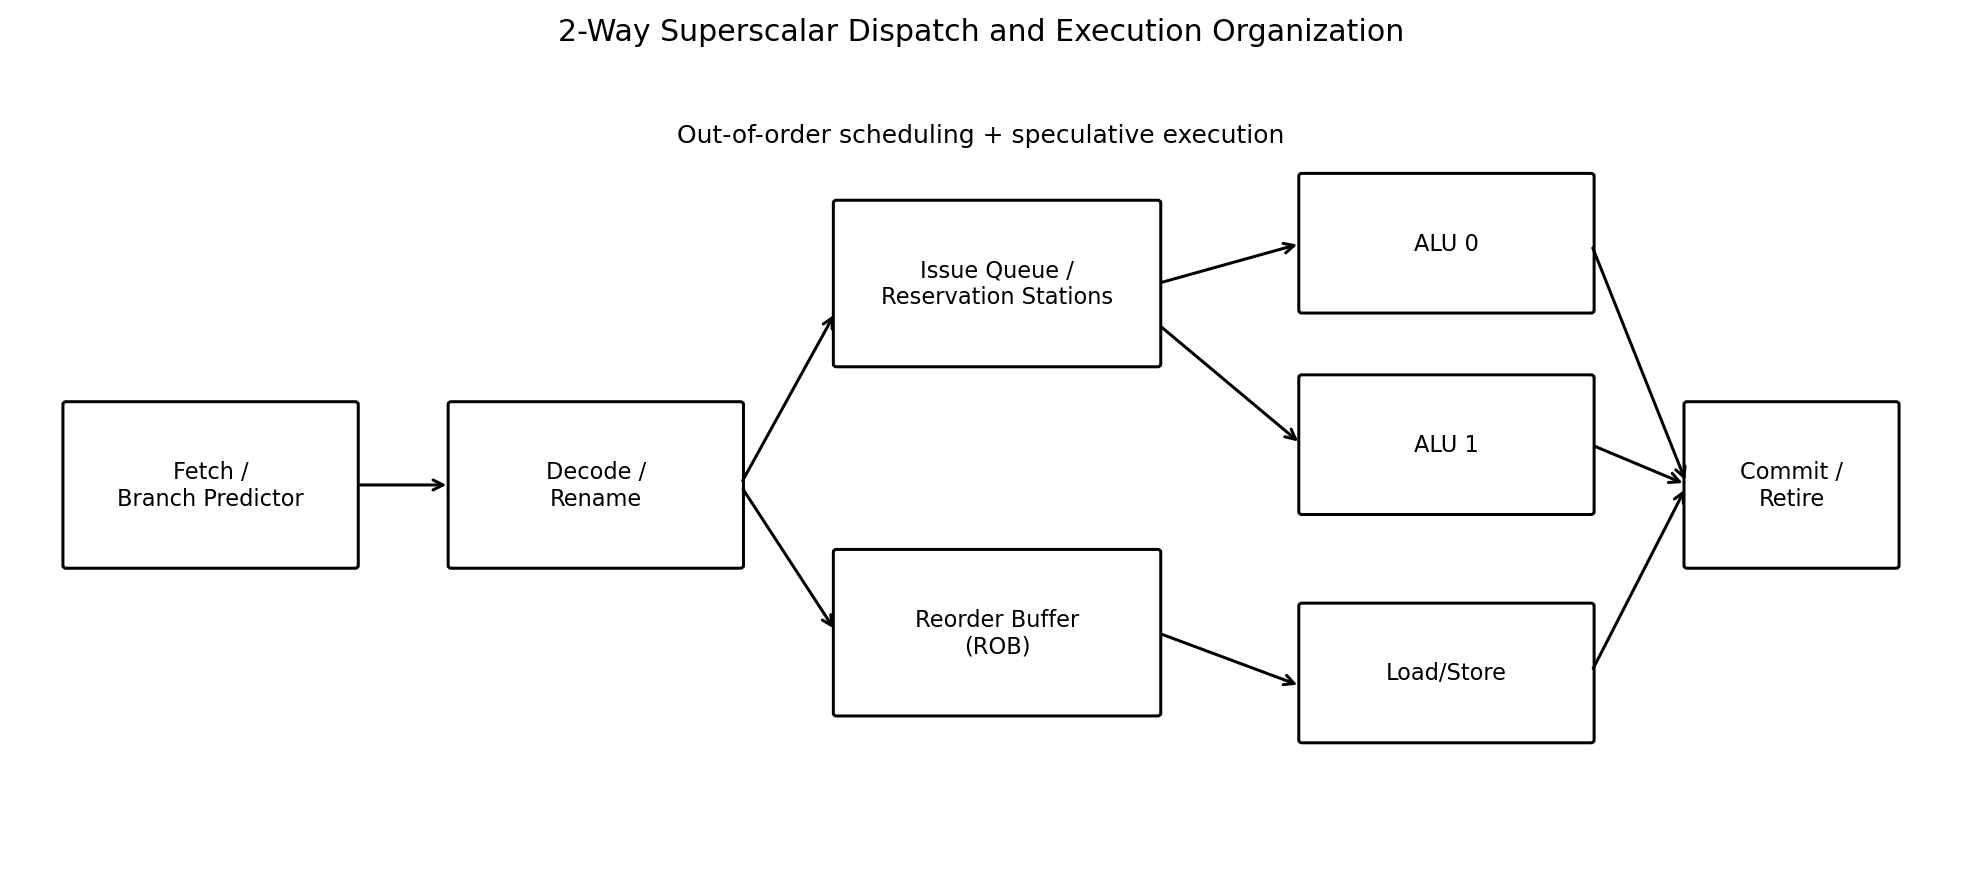 2-Way Superscalar Dispatch and Execution Organization
Out-of-order scheduling + speculative execution
Fetch /
Branch Predictor
Decode /
Rename
Issue Queue /
Reservation Stations
Reorder Buffer
(ROB)
ALU 0
ALU 1
Load/Store
Commit /
Retire